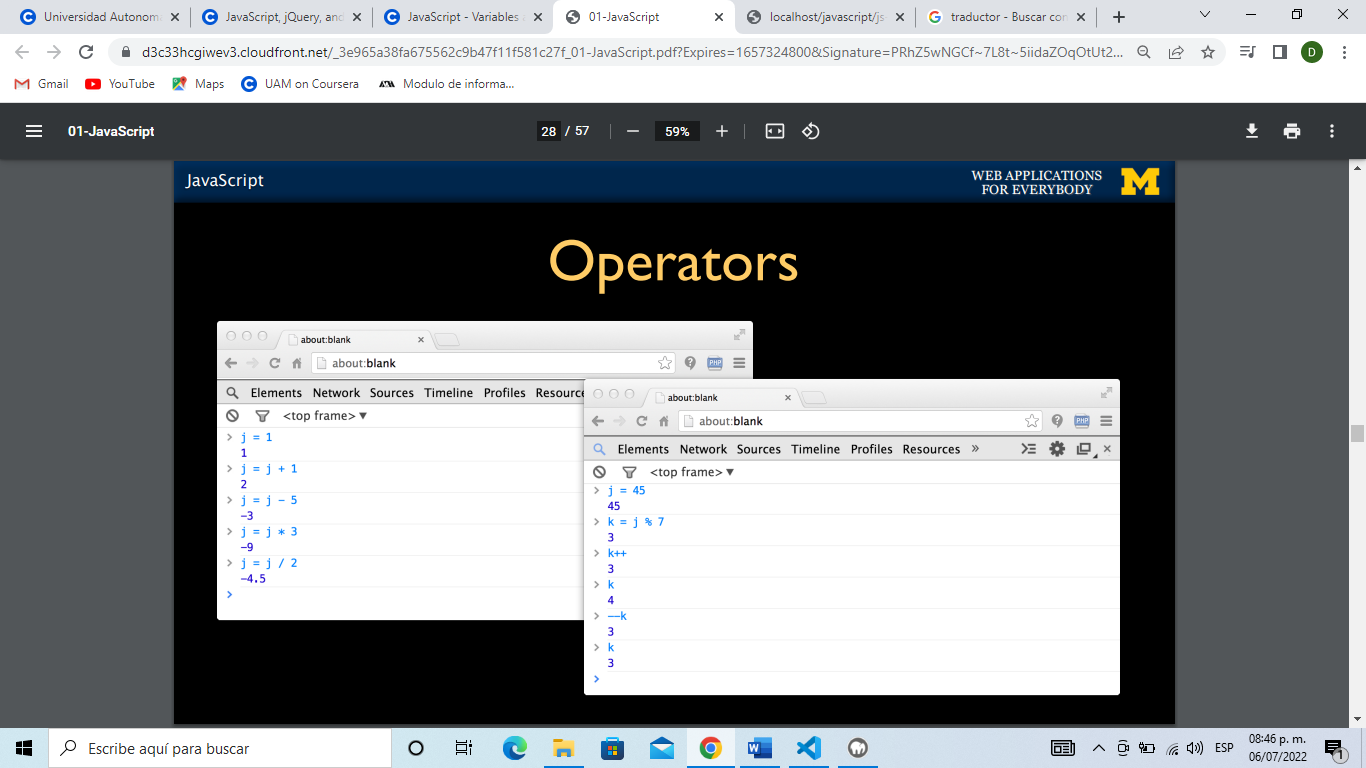 Universidad Autonoma
JavaScript, jQuery, and
JavaScript - Variables
01-JavaScript
localhost/javascript/js
traductor - Buscar con
d3c33hcgiwev3.cloudfront.net/_3e965a38fa675562c9b47f11f581c27f_01-JavaScript.pdf?Expires=1657324800&Signature=PRhZ5wNGCf~7L8t~5iidaZOqOtUt2...
D
Gmail
YouTube
Maps
UAM on Coursera
Modulo de informa...
01-JavaScript
28 / 57
59%
JavaScript
WEB APPLICATIONS
FOR EVERYBODY
M
Operators
about:blank
about:blank
PHP
Elements Network Sources Timeline Profiles Resource
<top frame>
> j = 1
1
> j = j + 1
2
> j = j - 5
-3
> j = j * 3
-9
> j = j / 2
-4.5
>
about:blank
about:blank
PHP
Elements Network Sources Timeline Profiles Resources »
<top frame>
> j = 45
45
> k = j % 7
3
> k++
3
> k
4
> --k
3
> k
3
>
Escribe aquí para buscar
ESP
08:46 p. m.
06/07/2022
1